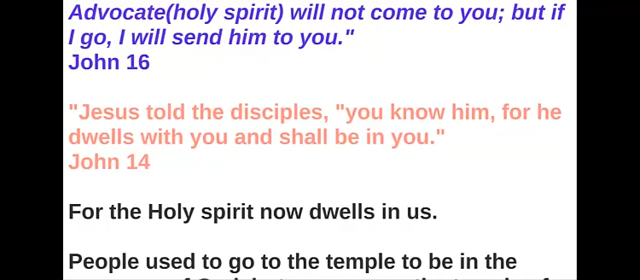 Advocate(holy spirit) will not come to you; but if
I go, I will send him to you."
John 16
"Jesus told the disciples, "you know him, for he
dwells with you and shall be in you."
John 14
For the Holy spirit now dwells in us.
People used to go to the temple to be in the